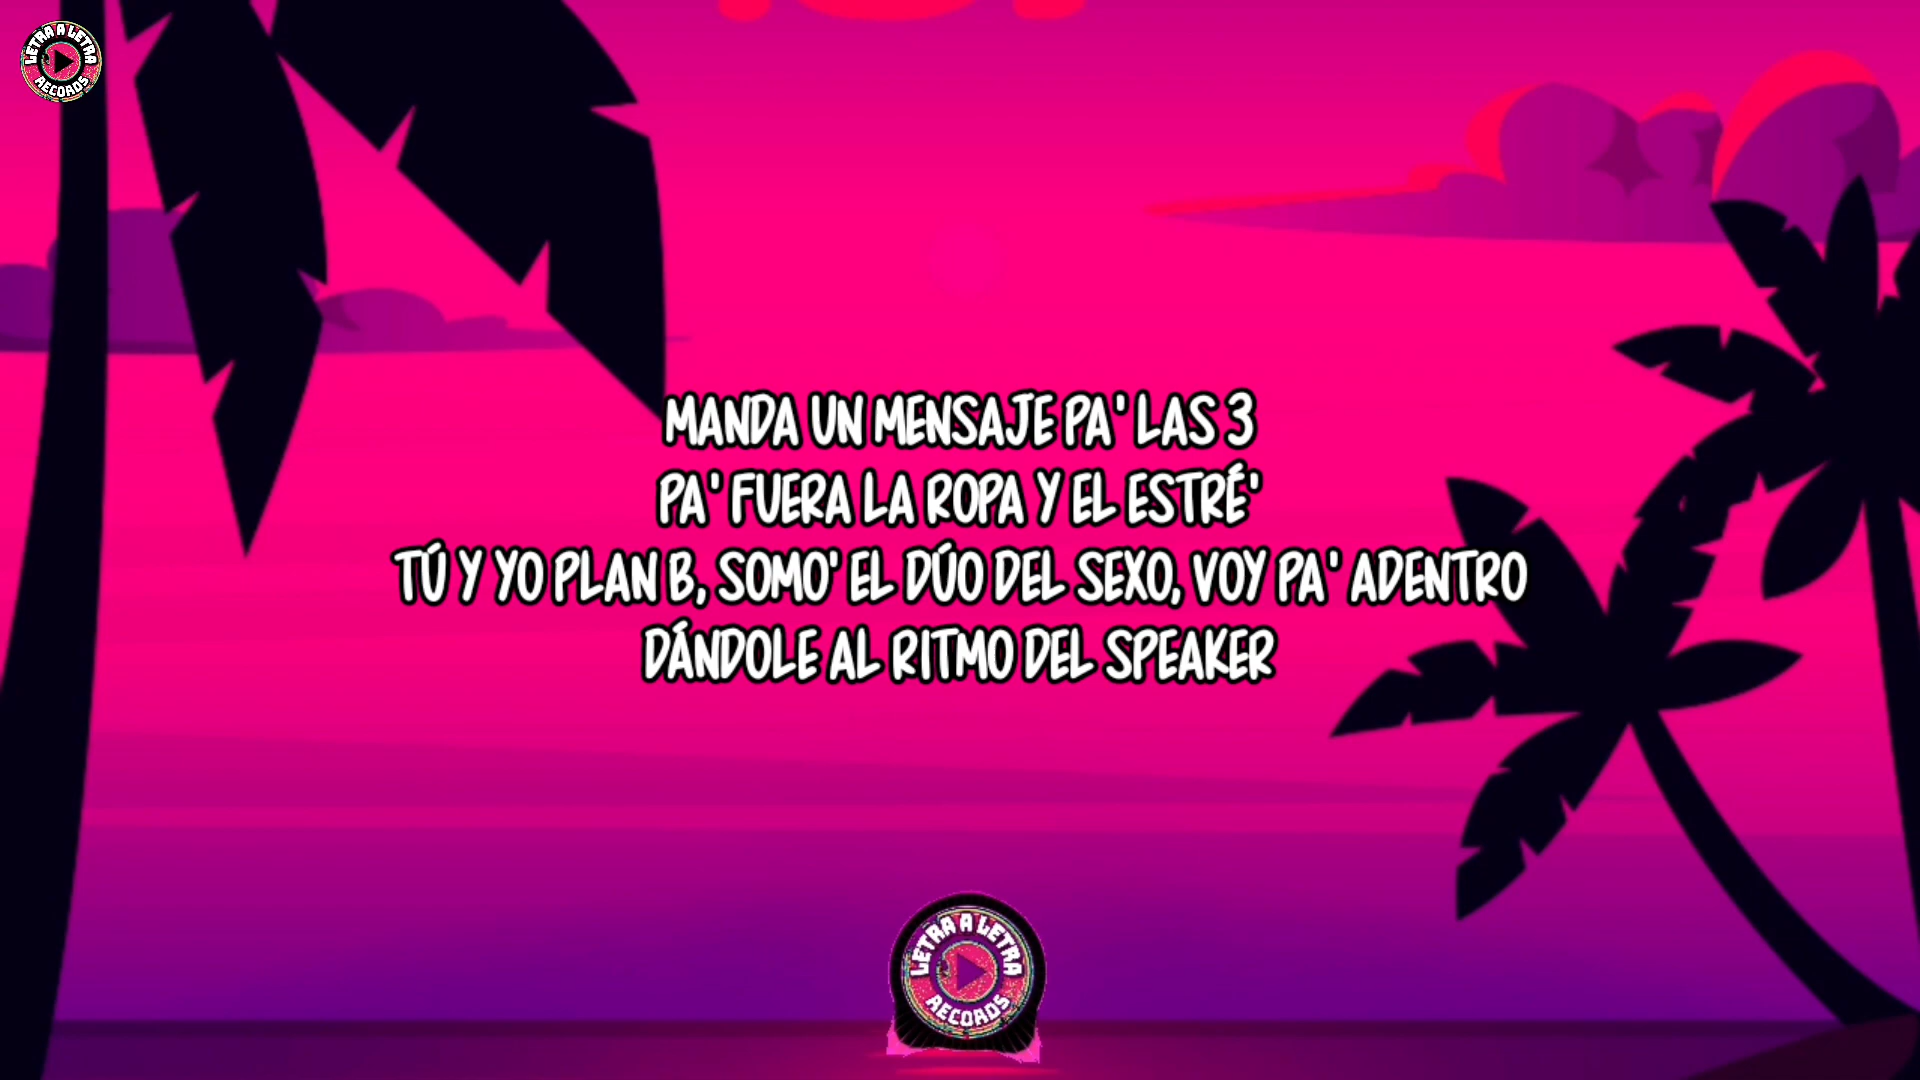 LETRA A LETRA
RECORDS
MANDA UN MENSAJE PA' LAS 3
PA' FUERA LA ROPA Y EL ESTRÉ'
TÚ Y YO PLAN B, SOMO' EL DÚO DEL SEXO, VOY PA' ADENTRO
DÁNDOLE AL RITMO DEL SPEAKER
LETRA A LETRA
RECORDS